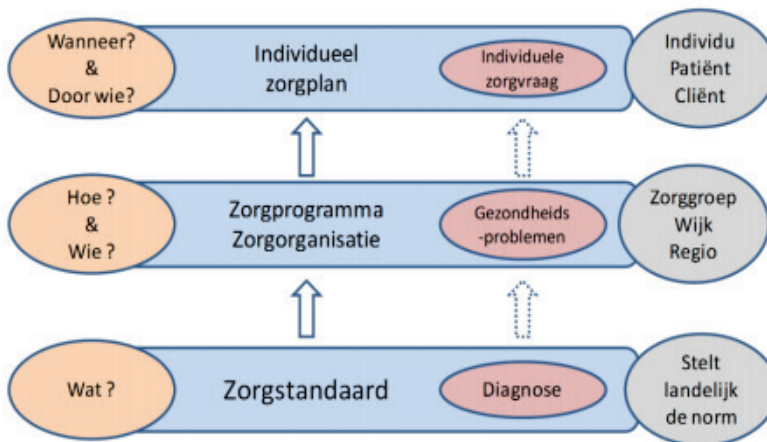 Wanneer?
&
Door wie?
Individueel
zorgplan
Individuele
zorgvraag
Individu
Patiënt
Cliënt
Hoe ?
&
Wie ?
Zorgprogramma
Zorgorganisatie
Gezondheids
-problemen
Zorggroep
Wijk
Regio
Wat ?
Zorgstandaard
Diagnose
Stelt
landelijk
de norm